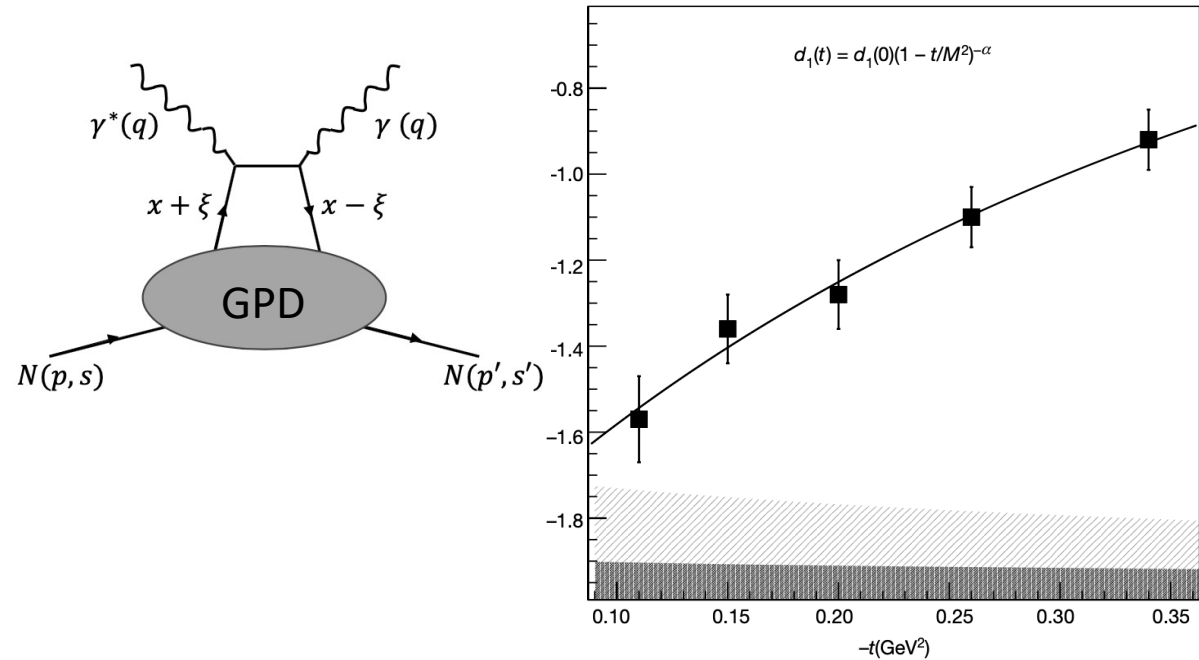 γ*(q)
γ (q)
x + ξ
x − ξ
GPD
N(p, s)
N(p′, s′)
d₁(t) = d₁(0)(1 − t/M²)⁻ᵅ
-0.8
-1.0
-1.2
-1.4
−1.6
−1.8
0.10 0.15 0.20 0.25 0.30 0.35
−t(GeV²)